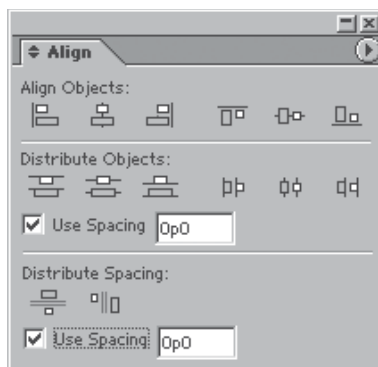 Align
Align Objects:
Distribute Objects:
Use Spacing 0p0
Distribute Spacing:
Use Spacing 0p0